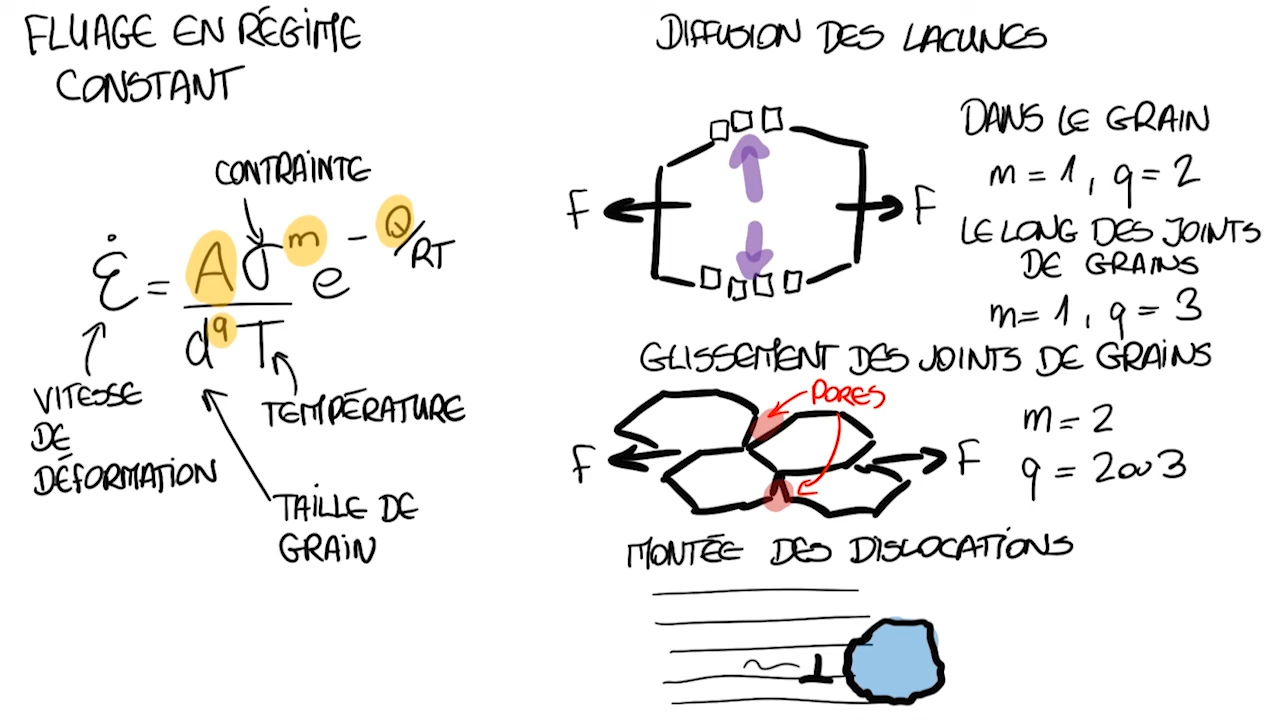 FLUAGE EN RÉGIME
CONSTANT
CONTRAINTE
ε̇ = Aσ^m / d^q T e^-Q/RT
VITESSE
DE
DÉFORMATION
TEMPÉRATURE
TAILLE DE
GRAIN
DIFFUSION DES LACUNES
F
F
DANS LE GRAIN
m = 1, q = 2
LE LONG DES JOINTS
DE GRAINS
m = 1, q = 3
GLISSEMENT DES JOINTS DE GRAINS
PORES
F
F
m = 2
q = 2 ou 3
MONTÉE DES DISLOCATIONS